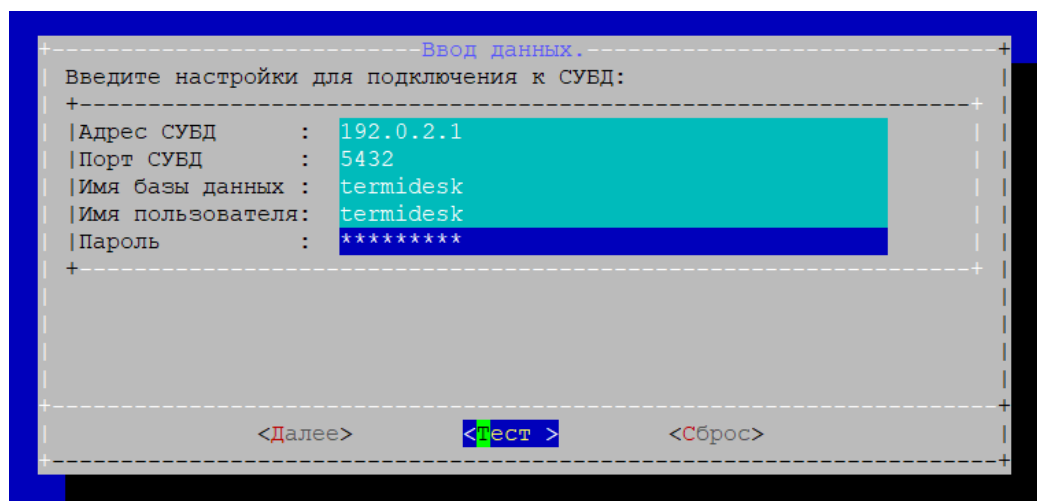 Ввод данных.
Введите настройки для подключения к СУБД:
|Адрес СУБД : 192.0.2.1
|Порт СУБД : 5432
|Имя базы данных : termidesk
|Имя пользователя: termidesk
|Пароль : *********
<Далее> <Тест > <Сброс>